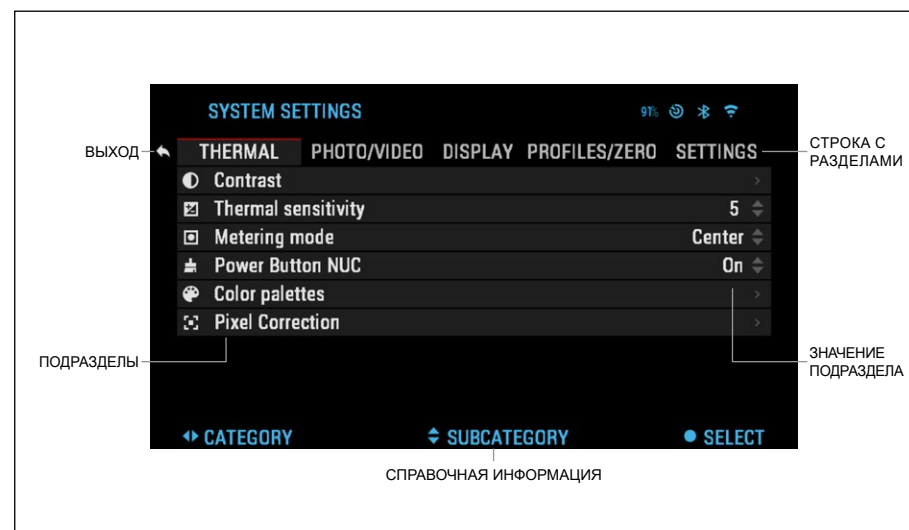 SYSTEM SETTINGS 91%
ВЫХОД
THERMAL PHOTO/VIDEO DISPLAY PROFILES/ZERO SETTINGS
СТРОКА С
РАЗДЕЛАМИ
Contrast
Thermal sensitivity 5
Metering mode Center
Power Button NUC On
Color palettes
Pixel Correction
ПОДРАЗДЕЛЫ
ЗНАЧЕНИЕ
ПОДРАЗДЕЛА
CATEGORY SUBCATEGORY SELECT
СПРАВОЧНАЯ ИНФОРМАЦИЯ